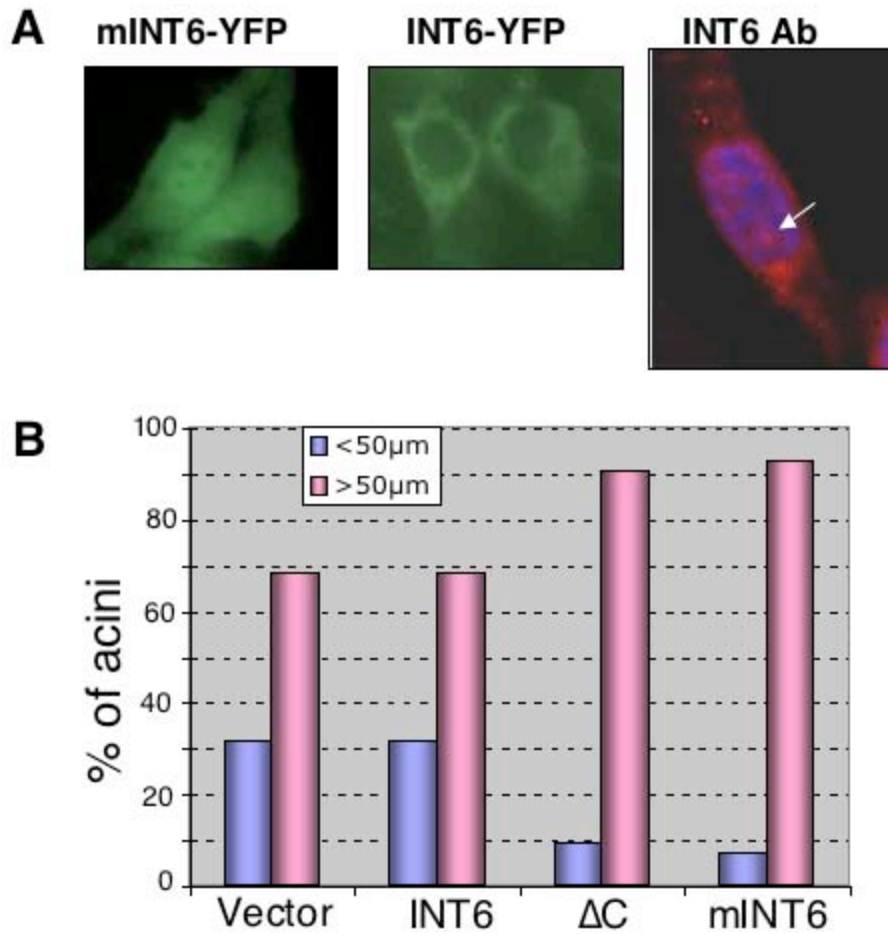 A
mINT6-YFP
INT6-YFP
INT6 Ab
B
100
80
60
40
20
0
% of acini
<50µm
>50µm
Vector
INT6
ΔC
mINT6